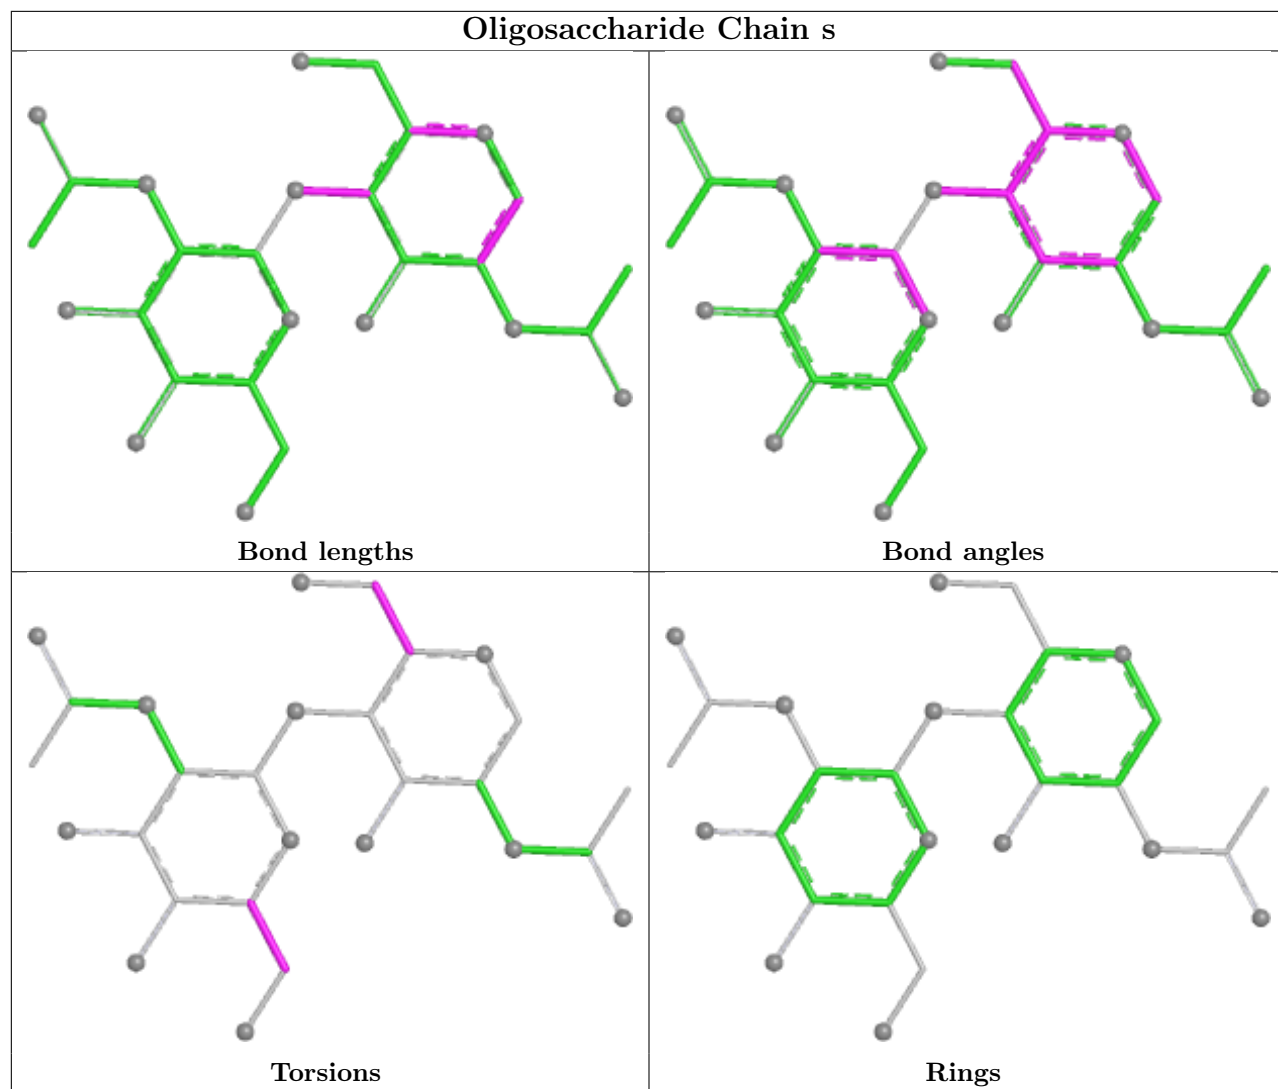 Oligosaccharide Chain s
Bond lengths
Bond angles
Torsions
Rings